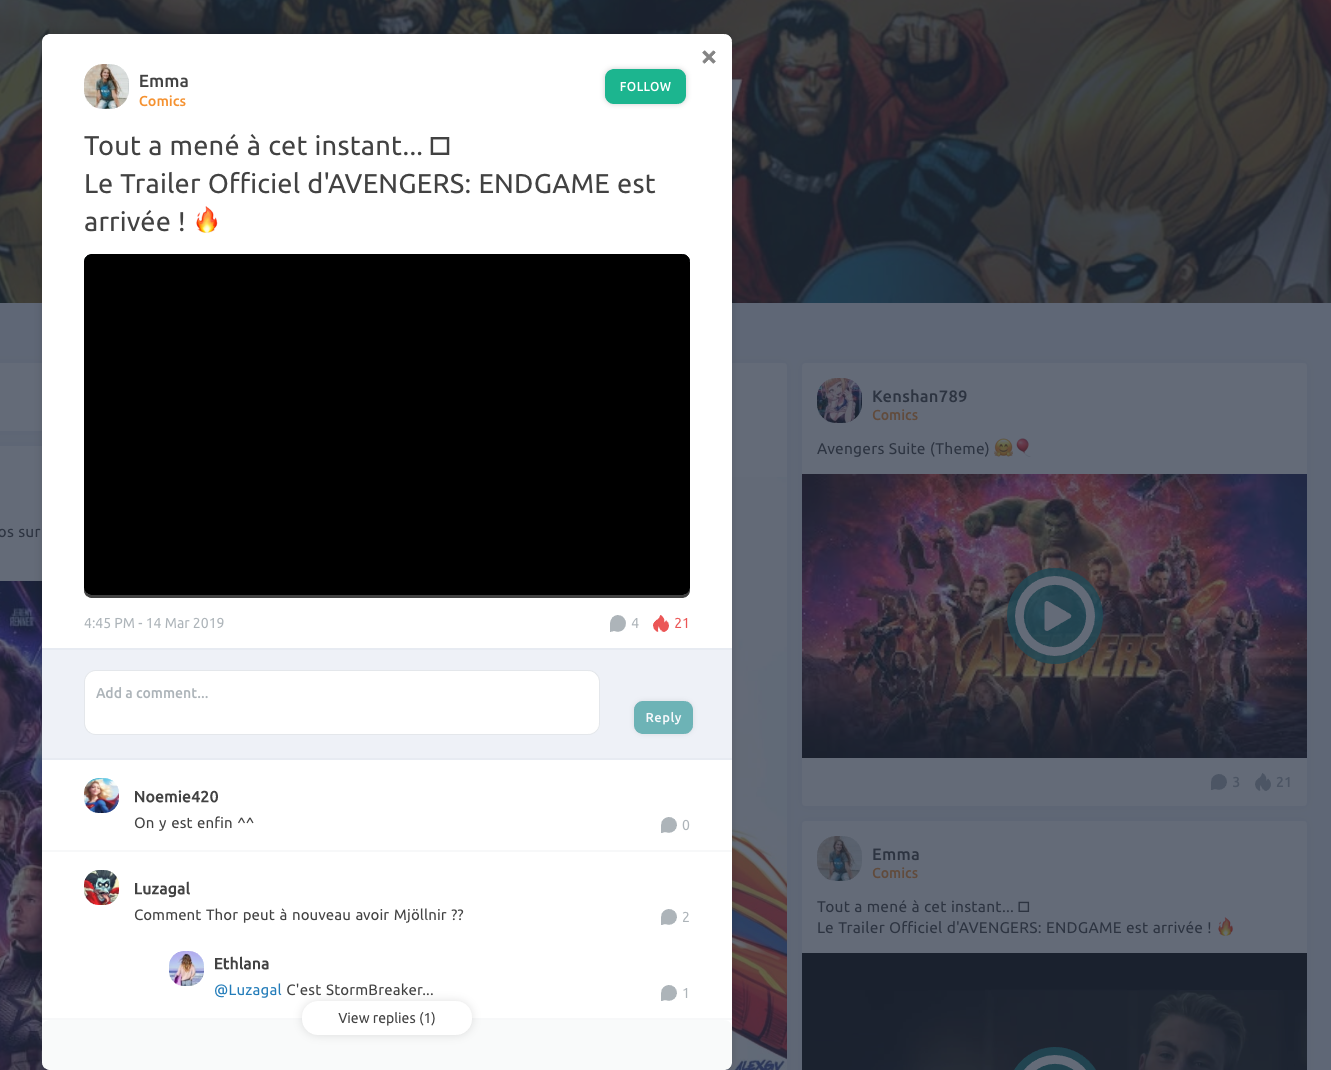 Emma
Comics
FOLLOW
Tout a mené à cet instant... □
Le Trailer Officiel d'AVENGERS: ENDGAME est
arrivée ! 🔥
4:45 PM - 14 Mar 2019
4
21
Add a comment...
Reply
Noemie420
On y est enfin ^^
0
Luzagal
Comment Thor peut à nouveau avoir Mjöllnir ??
2
Ethlana
@Luzagal C'est StormBreaker...
1
View replies (1)
os sur
JEREMY
RENNER
Kenshan789
Comics
Avengers Suite (Theme) 🤗🎈
AVENGERS
3
21
Emma
Comics
Tout a mené à cet instant... □
Le Trailer Officiel d'AVENGERS: ENDGAME est arrivée ! 🔥